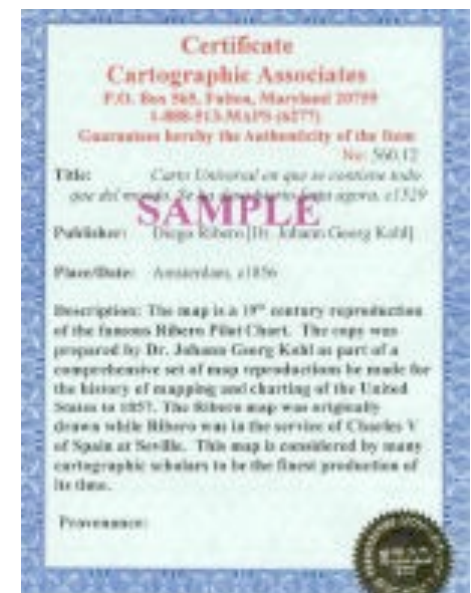 Certificate
Cartographic Associates
P.O. Box 565, Fulton, Maryland 20759
1-888-513-MAPS (6277)
Guarantees hereby the Authenticity of the Item
No: 560.12
Title: Carta Universal en que se contiene todo
que del mundo. Se ha descubierto fasta agora, c1529
SAMPLE
Publisher: Diego Ribero [Dr. Johann Georg Kohl]
Place/Date: Amsterdam, c1856
Description: The map is a 19th century reproduction
of the famous Ribero Pilot Chart. The copy was
prepared by Dr. Johann Georg Kohl as part of a
comprehensive set of map reproductions he made for
the history of mapping and charting of the United
States to 1857. The Ribero map was originally
drawn while Ribero was in the service of Charles V
of Spain at Seville. This map is considered by many
cartographic scholars to be the finest production of
its time.
Provenance: